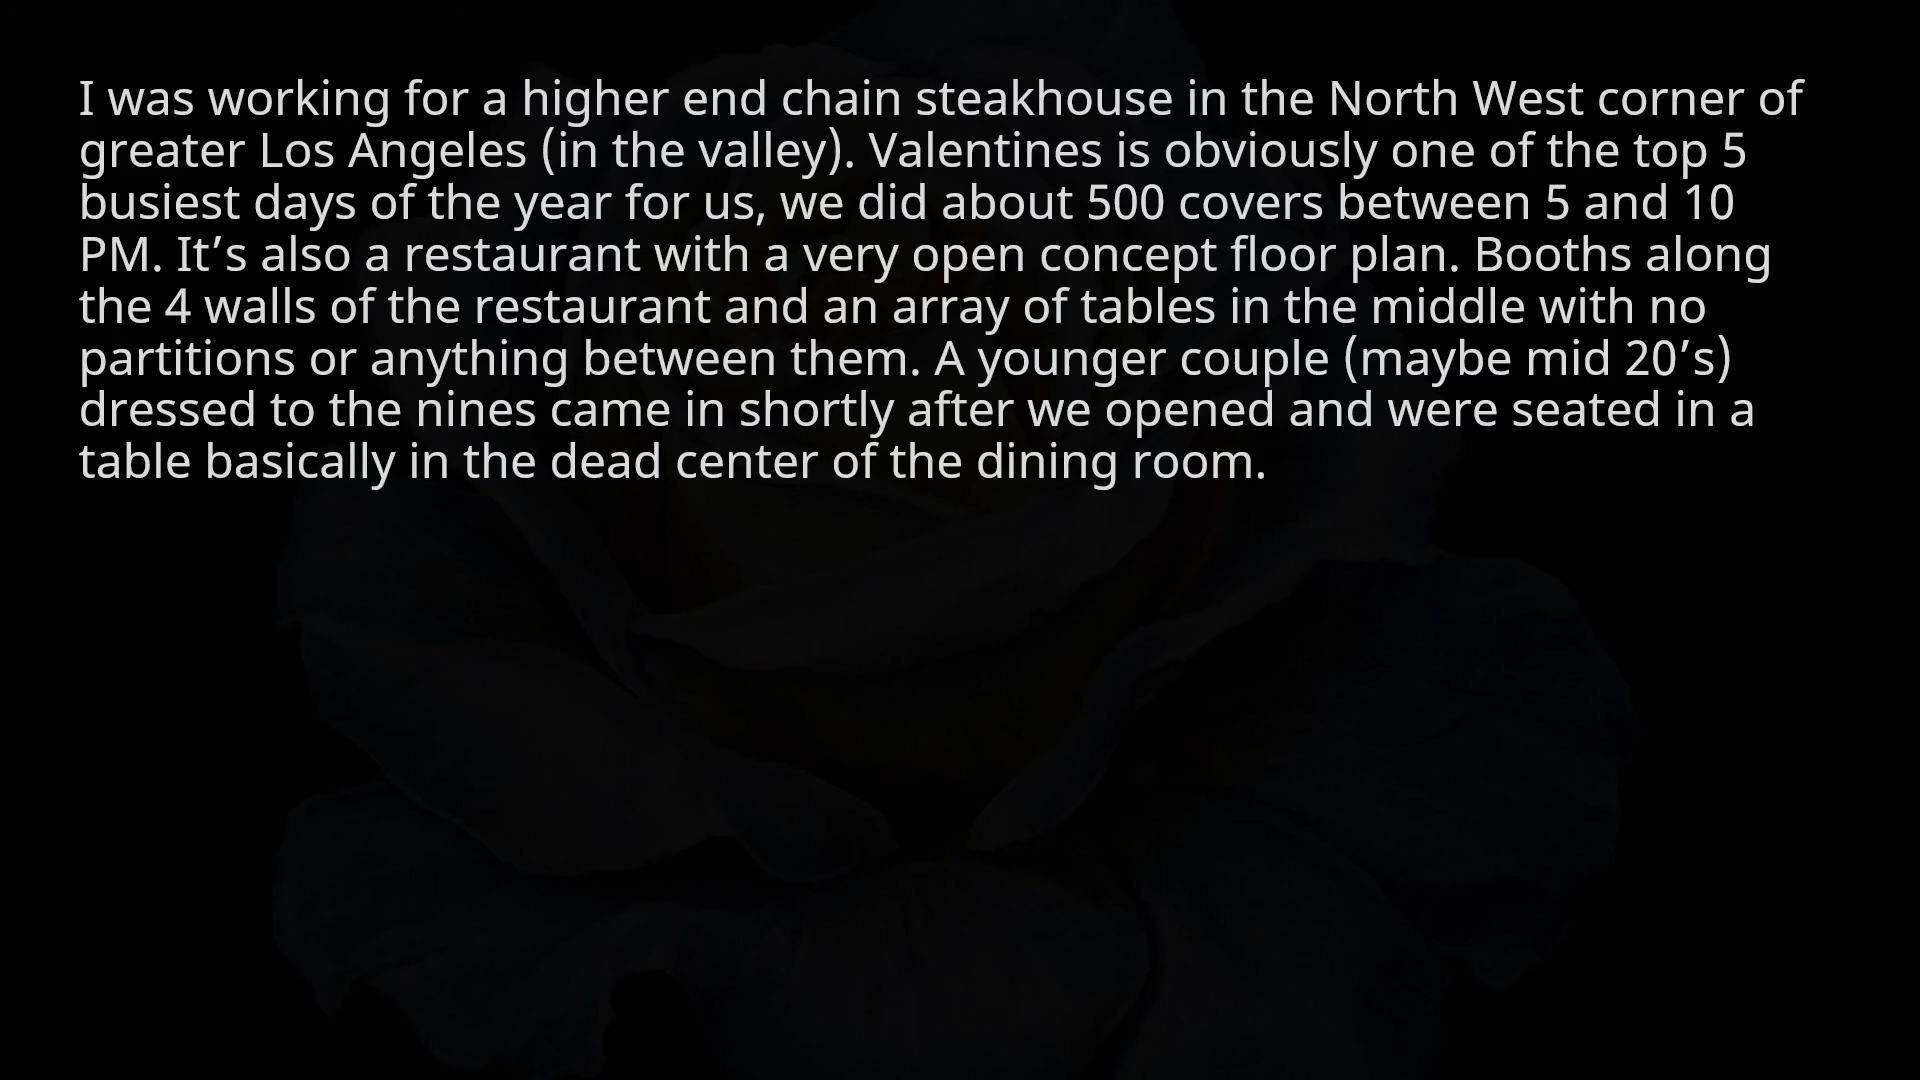 I was working for a higher end chain steakhouse in the North West corner of
greater Los Angeles (in the valley). Valentines is obviously one of the top 5
busiest days of the year for us, we did about 500 covers between 5 and 10
PM. It’s also a restaurant with a very open concept floor plan. Booths along
the 4 walls of the restaurant and an array of tables in the middle with no
partitions or anything between them. A younger couple (maybe mid 20’s)
dressed to the nines came in shortly after we opened and were seated in a
table basically in the dead center of the dining room.